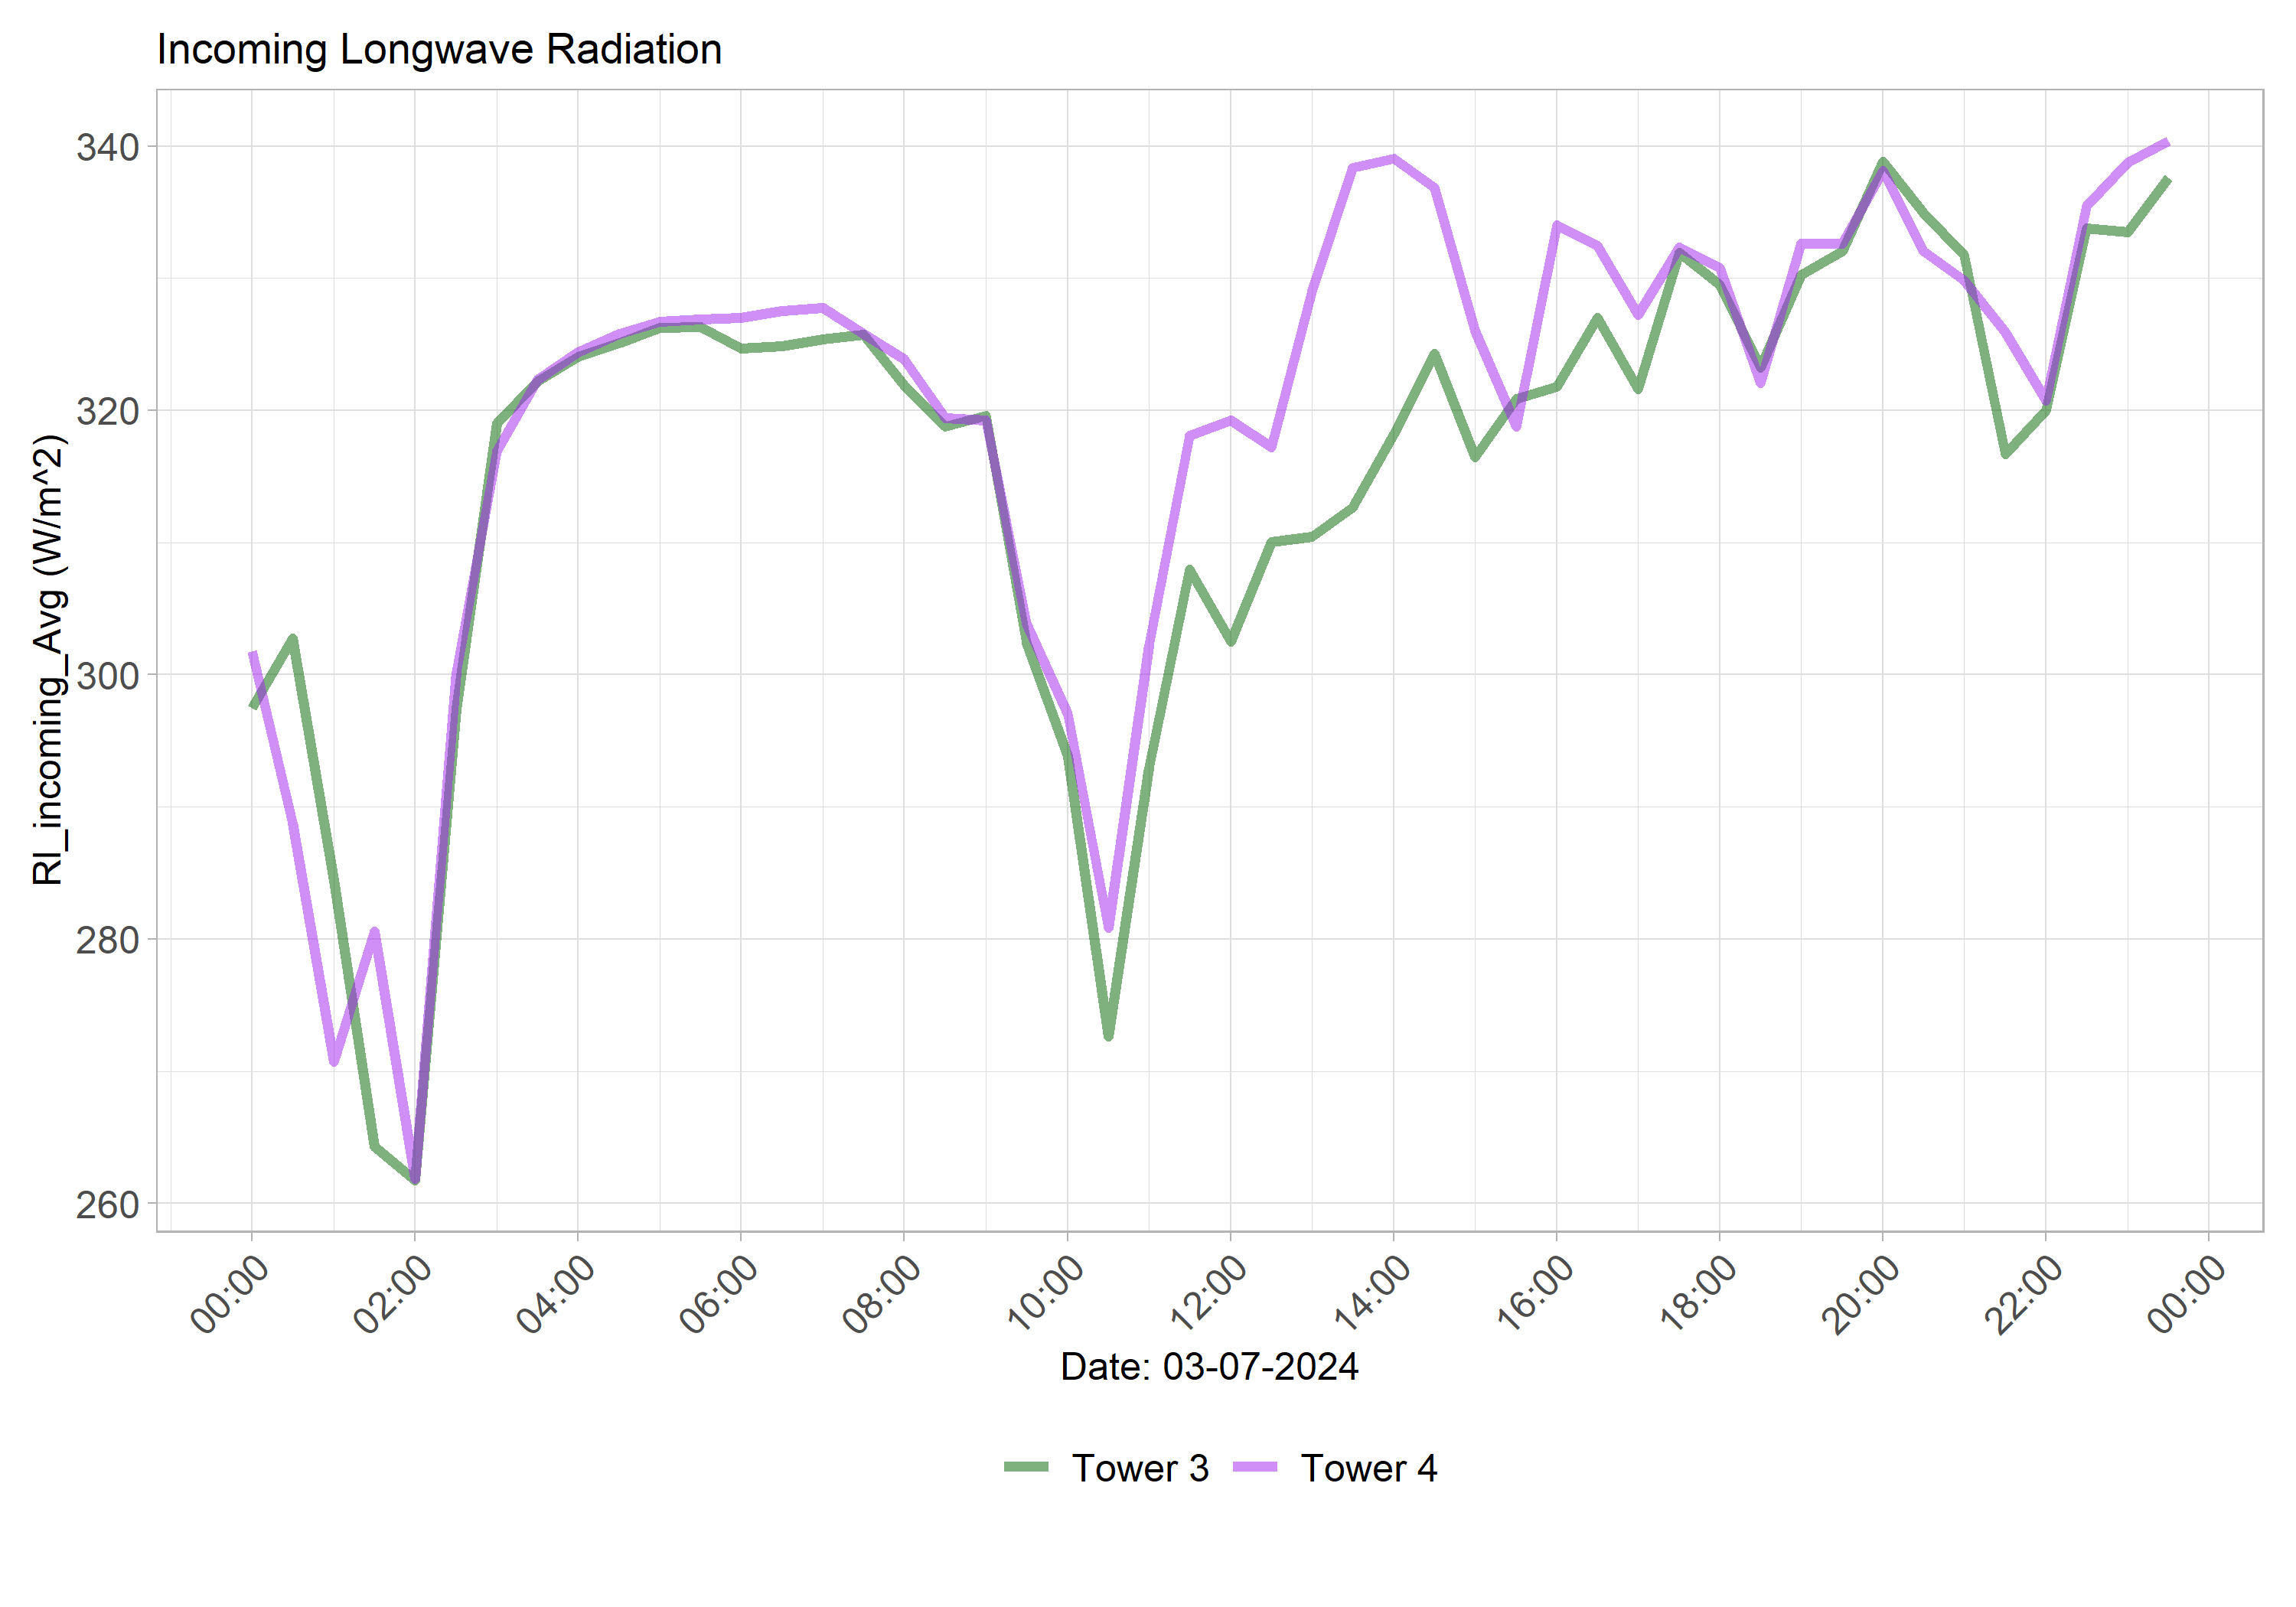 Incoming Longwave Radiation
Rl_incoming_Avg (W/m^2)
340
320
300
280
260
00:00 02:00 04:00 06:00 08:00 10:00 12:00 14:00 16:00 18:00 20:00 22:00 00:00
Date: 03-07-2024
Tower 3 Tower 4